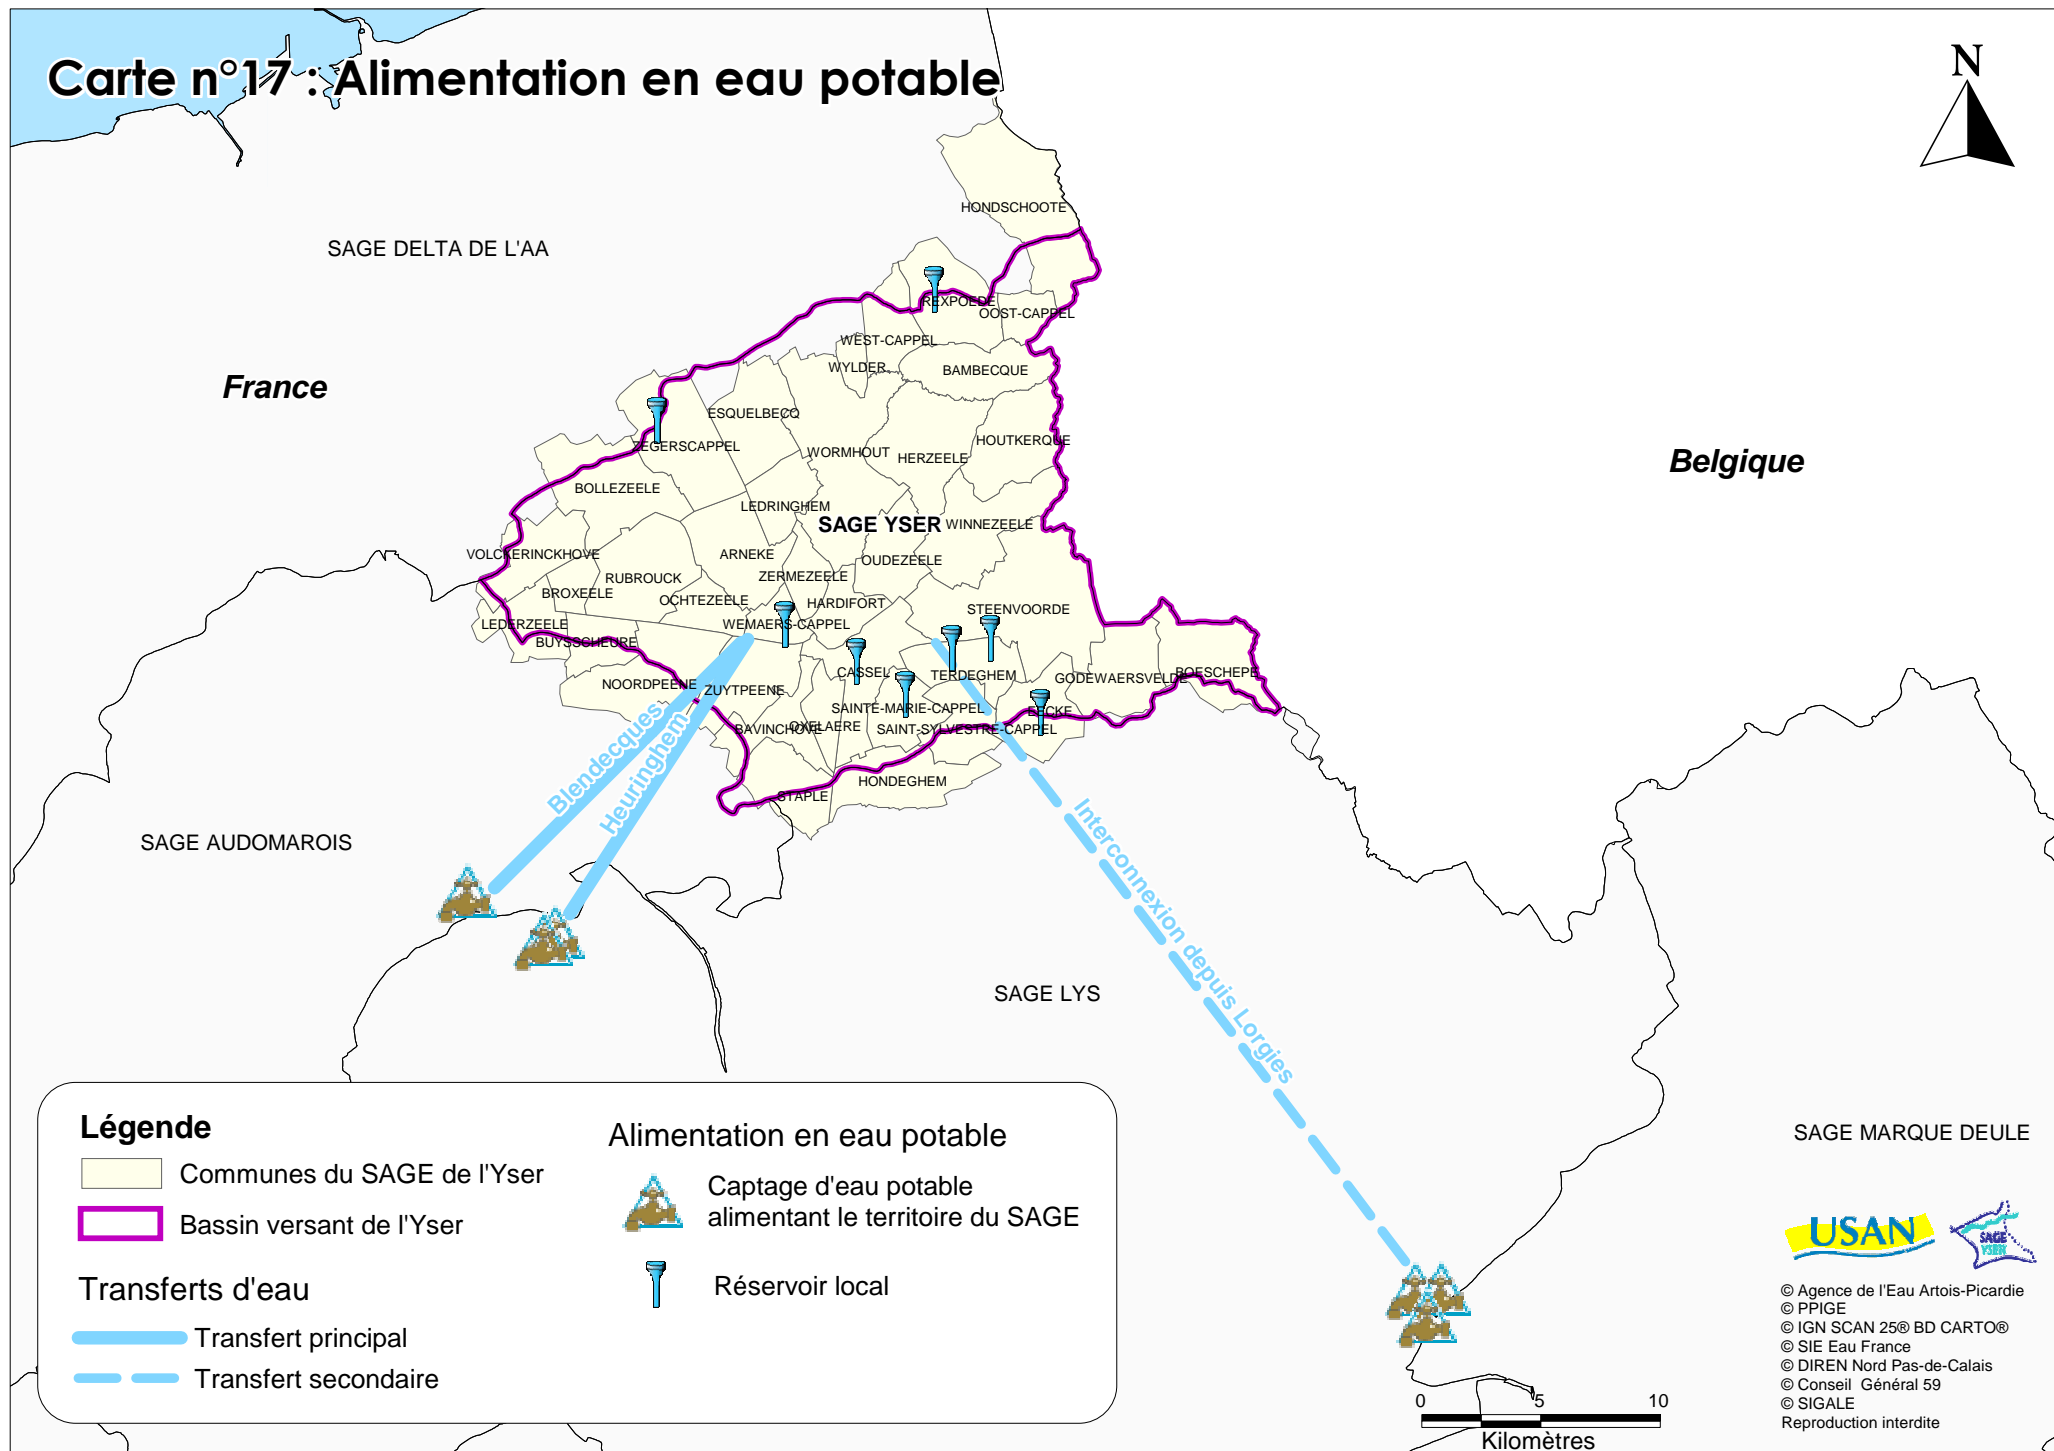 Carte n°17 : Alimentation en eau potable
N
HONDSCHOOTE
SAGE DELTA DE L'AA
REXPOEDE
OOST-CAPPEL
WEST-CAPPEL
WYLDER
BAMBECQUE
France
ESQUELBECQ
ZEGERSCAPPEL
WORMHOUT
HERZEELE
HOUTKERQUE
Belgique
BOLLEZEELE
LEDRINGHEM
SAGE YSER
WINNEZEELE
VOLCKERINCKHOVE
ARNEKE
OUDEZEELE
RUBROUCK
ZERMEZEELE
BROXEELE
OCHTEZEELE
HARDIFORT
STEENVOORDE
LEDERZEELE
WEMAERS-CAPPEL
BUYSSCHEURE
CASSEL
TERDEGHEM
GODEWAERSVELDE
BOESCHEPE
NOORDPEENE
ZUYTPEENE
SAINTE-MARIE-CAPPEL
EECKE
BAVINCHOVE
OXELAERE
SAINT-SYLVESTRE-CAPPEL
HONDEGHEM
STAPLE
Blendecques
Heuringhem
Interconnexion depuis Lorgies
SAGE AUDOMAROIS
SAGE LYS
SAGE MARQUE DEULE
Légende
Communes du SAGE de l'Yser
Bassin versant de l'Yser
Transferts d'eau
Transfert principal
Transfert secondaire
Alimentation en eau potable
Captage d'eau potable
alimentant le territoire du SAGE
Réservoir local
USAN
SAGE
YSER
© Agence de l'Eau Artois-Picardie
© PPIGE
© IGN SCAN 25® BD CARTO®
© SIE Eau France
© DIREN Nord Pas-de-Calais
© Conseil Général 59
© SIGALE
Reproduction interdite
0 5 10
Kilomètres